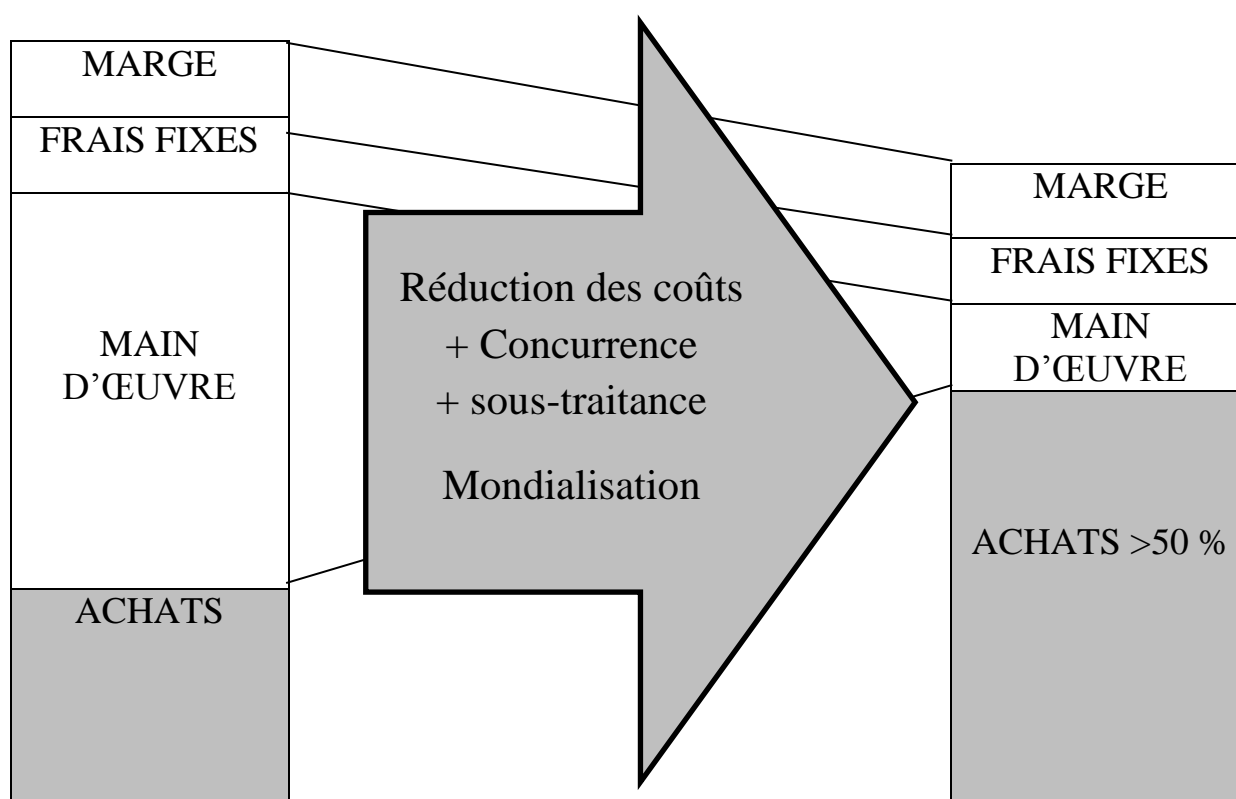 MARGE
FRAIS FIXES
MAIN
D’ŒUVRE
ACHATS
Réduction des coûts
+ Concurrence
+ sous-traitance
Mondialisation
MARGE
FRAIS FIXES
MAIN
D’ŒUVRE
ACHATS >50 %